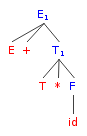 E₁
E + T₁
T * F
id